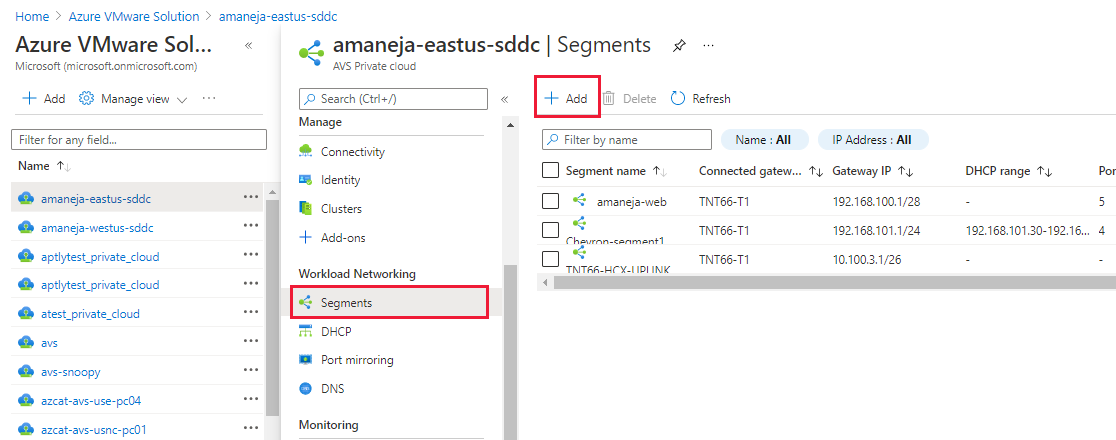 Home > Azure VMware Solution > amaneja-eastus-sddc
Azure VMware Sol... «
Microsoft (microsoft.onmicrosoft.com)
+ Add Manage view ...
Filter for any field...
Name ↑↓
amaneja-eastus-sddc ...
amaneja-westus-sddc ...
aptlytest_private_cloud ...
aptlytest_private_cloud ...
atest_private_cloud ...
avs ...
avs-snoopy ...
azcat-avs-use-pc04 ...
azcat-avs-usnc-pc01 ...
amaneja-eastus-sddc | Segments ...
AVS Private cloud
Search (Ctrl+/) «
Manage
Connectivity
Identity
Clusters
+ Add-ons
Workload Networking
Segments
DHCP
Port mirroring
DNS
Monitoring
+ Add Delete Refresh
Filter by name Name : All IP Address : All
Segment name ↑↓ Connected gatew... ↑↓ Gateway IP ↑↓ DHCP range ↑↓ Por
amaneja-web TNT66-T1 192.168.100.1/28 - 5
Chevron-segment1 TNT66-T1 192.168.101.1/24 192.168.101.30-192.16... 4
TNT66-HCX-UPLINK TNT66-T1 10.100.3.1/26 - -